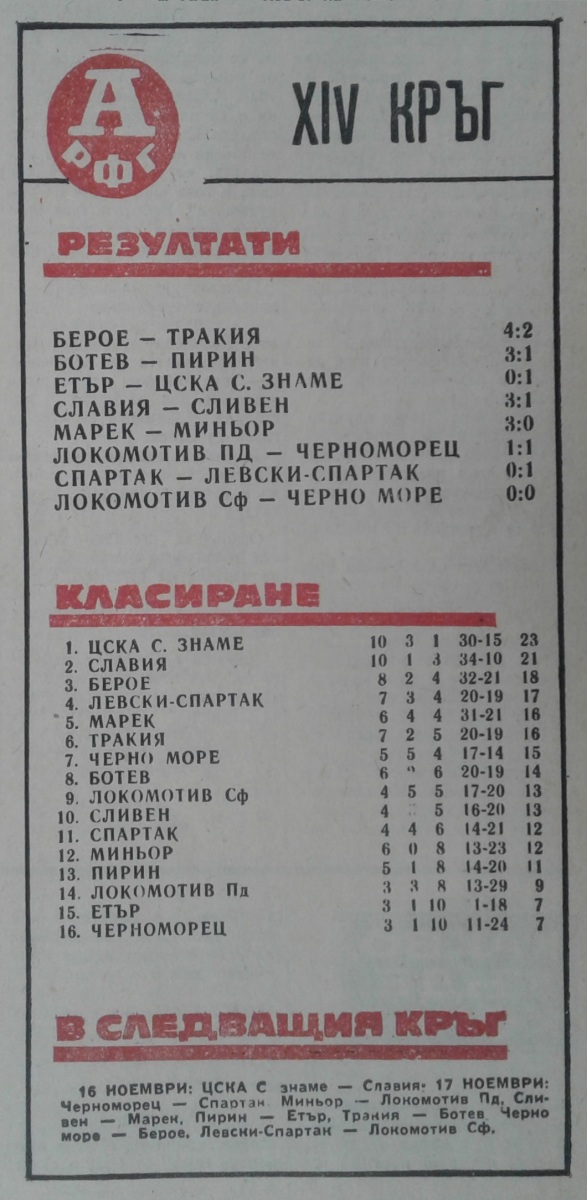 А
РФГ
XIV КРЪГ
РЕЗУЛТАТИ
БЕРОЕ — ТРАКИЯ 4:2
БОТЕВ — ПИРИН 3:1
ЕТЪР — ЦСКА С. ЗНАМЕ 0:1
СЛАВИЯ — СЛИВЕН 3:1
МАРЕК — МИНЬОР 3:0
ЛОКОМОТИВ ПД — ЧЕРНОМОРЕЦ 1:1
СПАРТАК — ЛЕВСКИ-СПАРТАК 0:1
ЛОКОМОТИВ Сф — ЧЕРНО МОРЕ 0:0
КЛАСИРАНЕ
1. ЦСКА С. ЗНАМЕ 10 3 1 30-15 23
2. СЛАВИЯ 10 1 3 34-10 21
3. БЕРОЕ 8 2 4 32-21 18
4. ЛЕВСКИ-СПАРТАК 7 3 4 20-19 17
5. МАРЕК 6 4 4 31-21 16
6. ТРАКИЯ 7 2 5 20-19 16
7. ЧЕРНО МОРЕ 5 5 4 17-14 15
8. БОТЕВ 6 6 20-19 14
9. ЛОКОМОТИВ Сф 4 5 5 17-20 13
10. СЛИВЕН 4 5 16-20 13
11. СПАРТАК 4 4 6 14-21 12
12. МИНЬОР 6 0 8 13-23 12
13. ПИРИН 5 1 8 14-20 11
14. ЛОКОМОТИВ Пд 3 3 8 13-29 9
15. ЕТЪР 3 1 10 1-18 7
16. ЧЕРНОМОРЕЦ 3 1 10 11-24 7
В СЛЕДВАЩИЯ КРЪГ
16 НОЕМВРИ: ЦСКА С знаме — Славия; 17 НОЕМВРИ:
Черноморец — Спартак Миньор — Локомотив Пд, Сли-
вен — Марек, Пирин — Етър, Тракия — Ботев Черно
море — Берое, Левски-Спартак — Локомотив Сф.